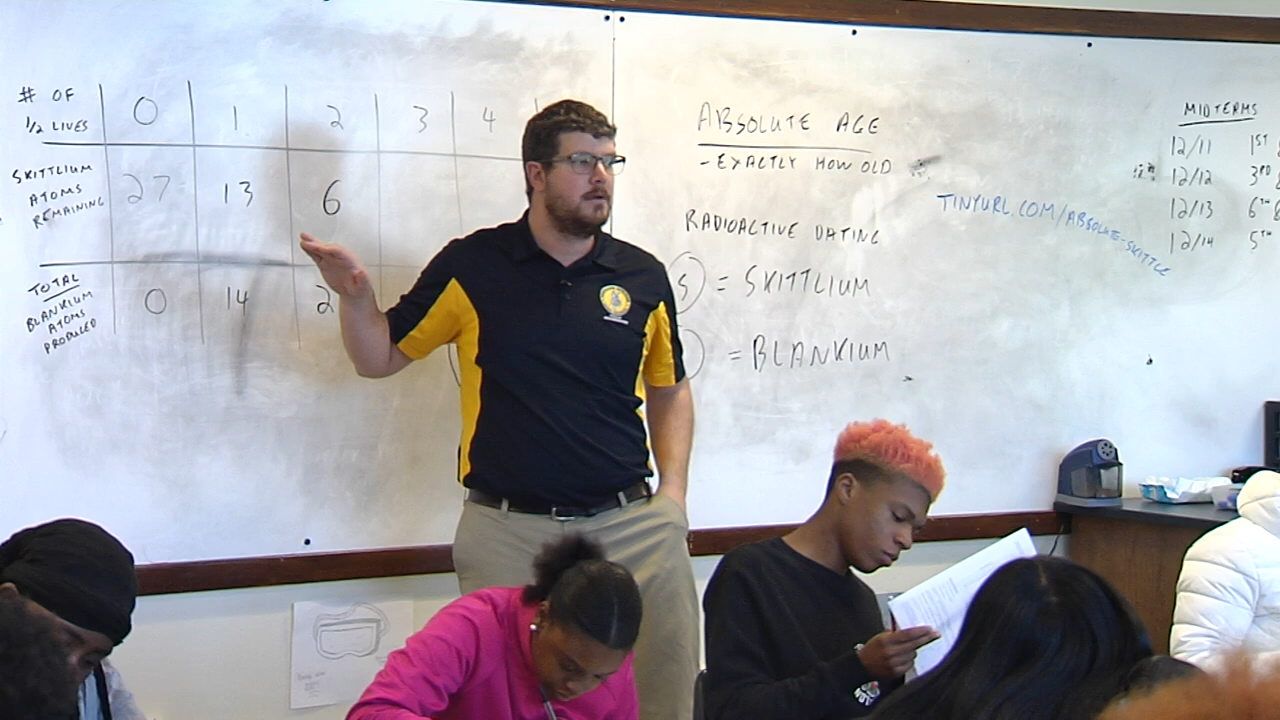 # OF
1/2 LIVES
0 1 2 3 4
SKITTLIUM
ATOMS
REMAINING
27 13 6
TOTAL
BLANKIUM
ATOMS
PRODUCED
0 14 2
ABSOLUTE AGE
- EXACTLY HOW OLD
RADIOACTIVE DATING
S = SKITTLIUM
= BLANKIUM
TINYURL.COM/ABSOLUTE-SKITTLE
MIDTERMS
12/11 1ST
12/12 3RD
12/13 6TH
12/14 5TH